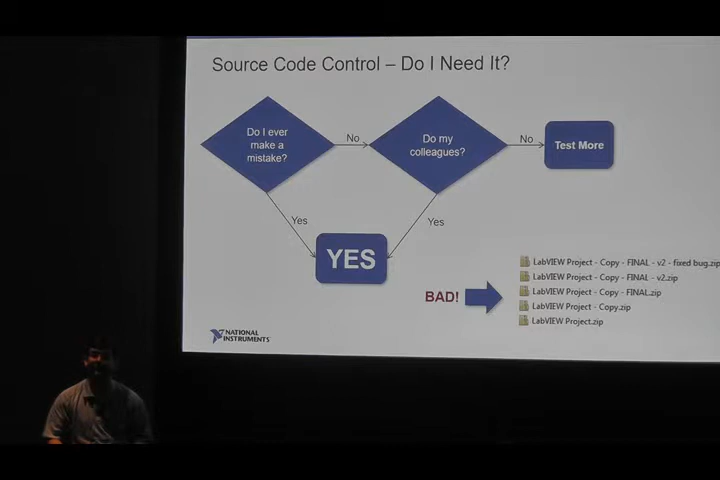 Source Code Control – Do I Need It?
Do I ever
make a
mistake?
No
Do my
colleagues?
No
Test More
Yes
Yes
YES
BAD!
LabVIEW Project - Copy - FINAL - v2 - fixed bug.zip
LabVIEW Project - Copy - FINAL - v2.zip
LabVIEW Project - Copy - FINAL.zip
LabVIEW Project - Copy.zip
LabVIEW Project.zip
NATIONAL
INSTRUMENTS